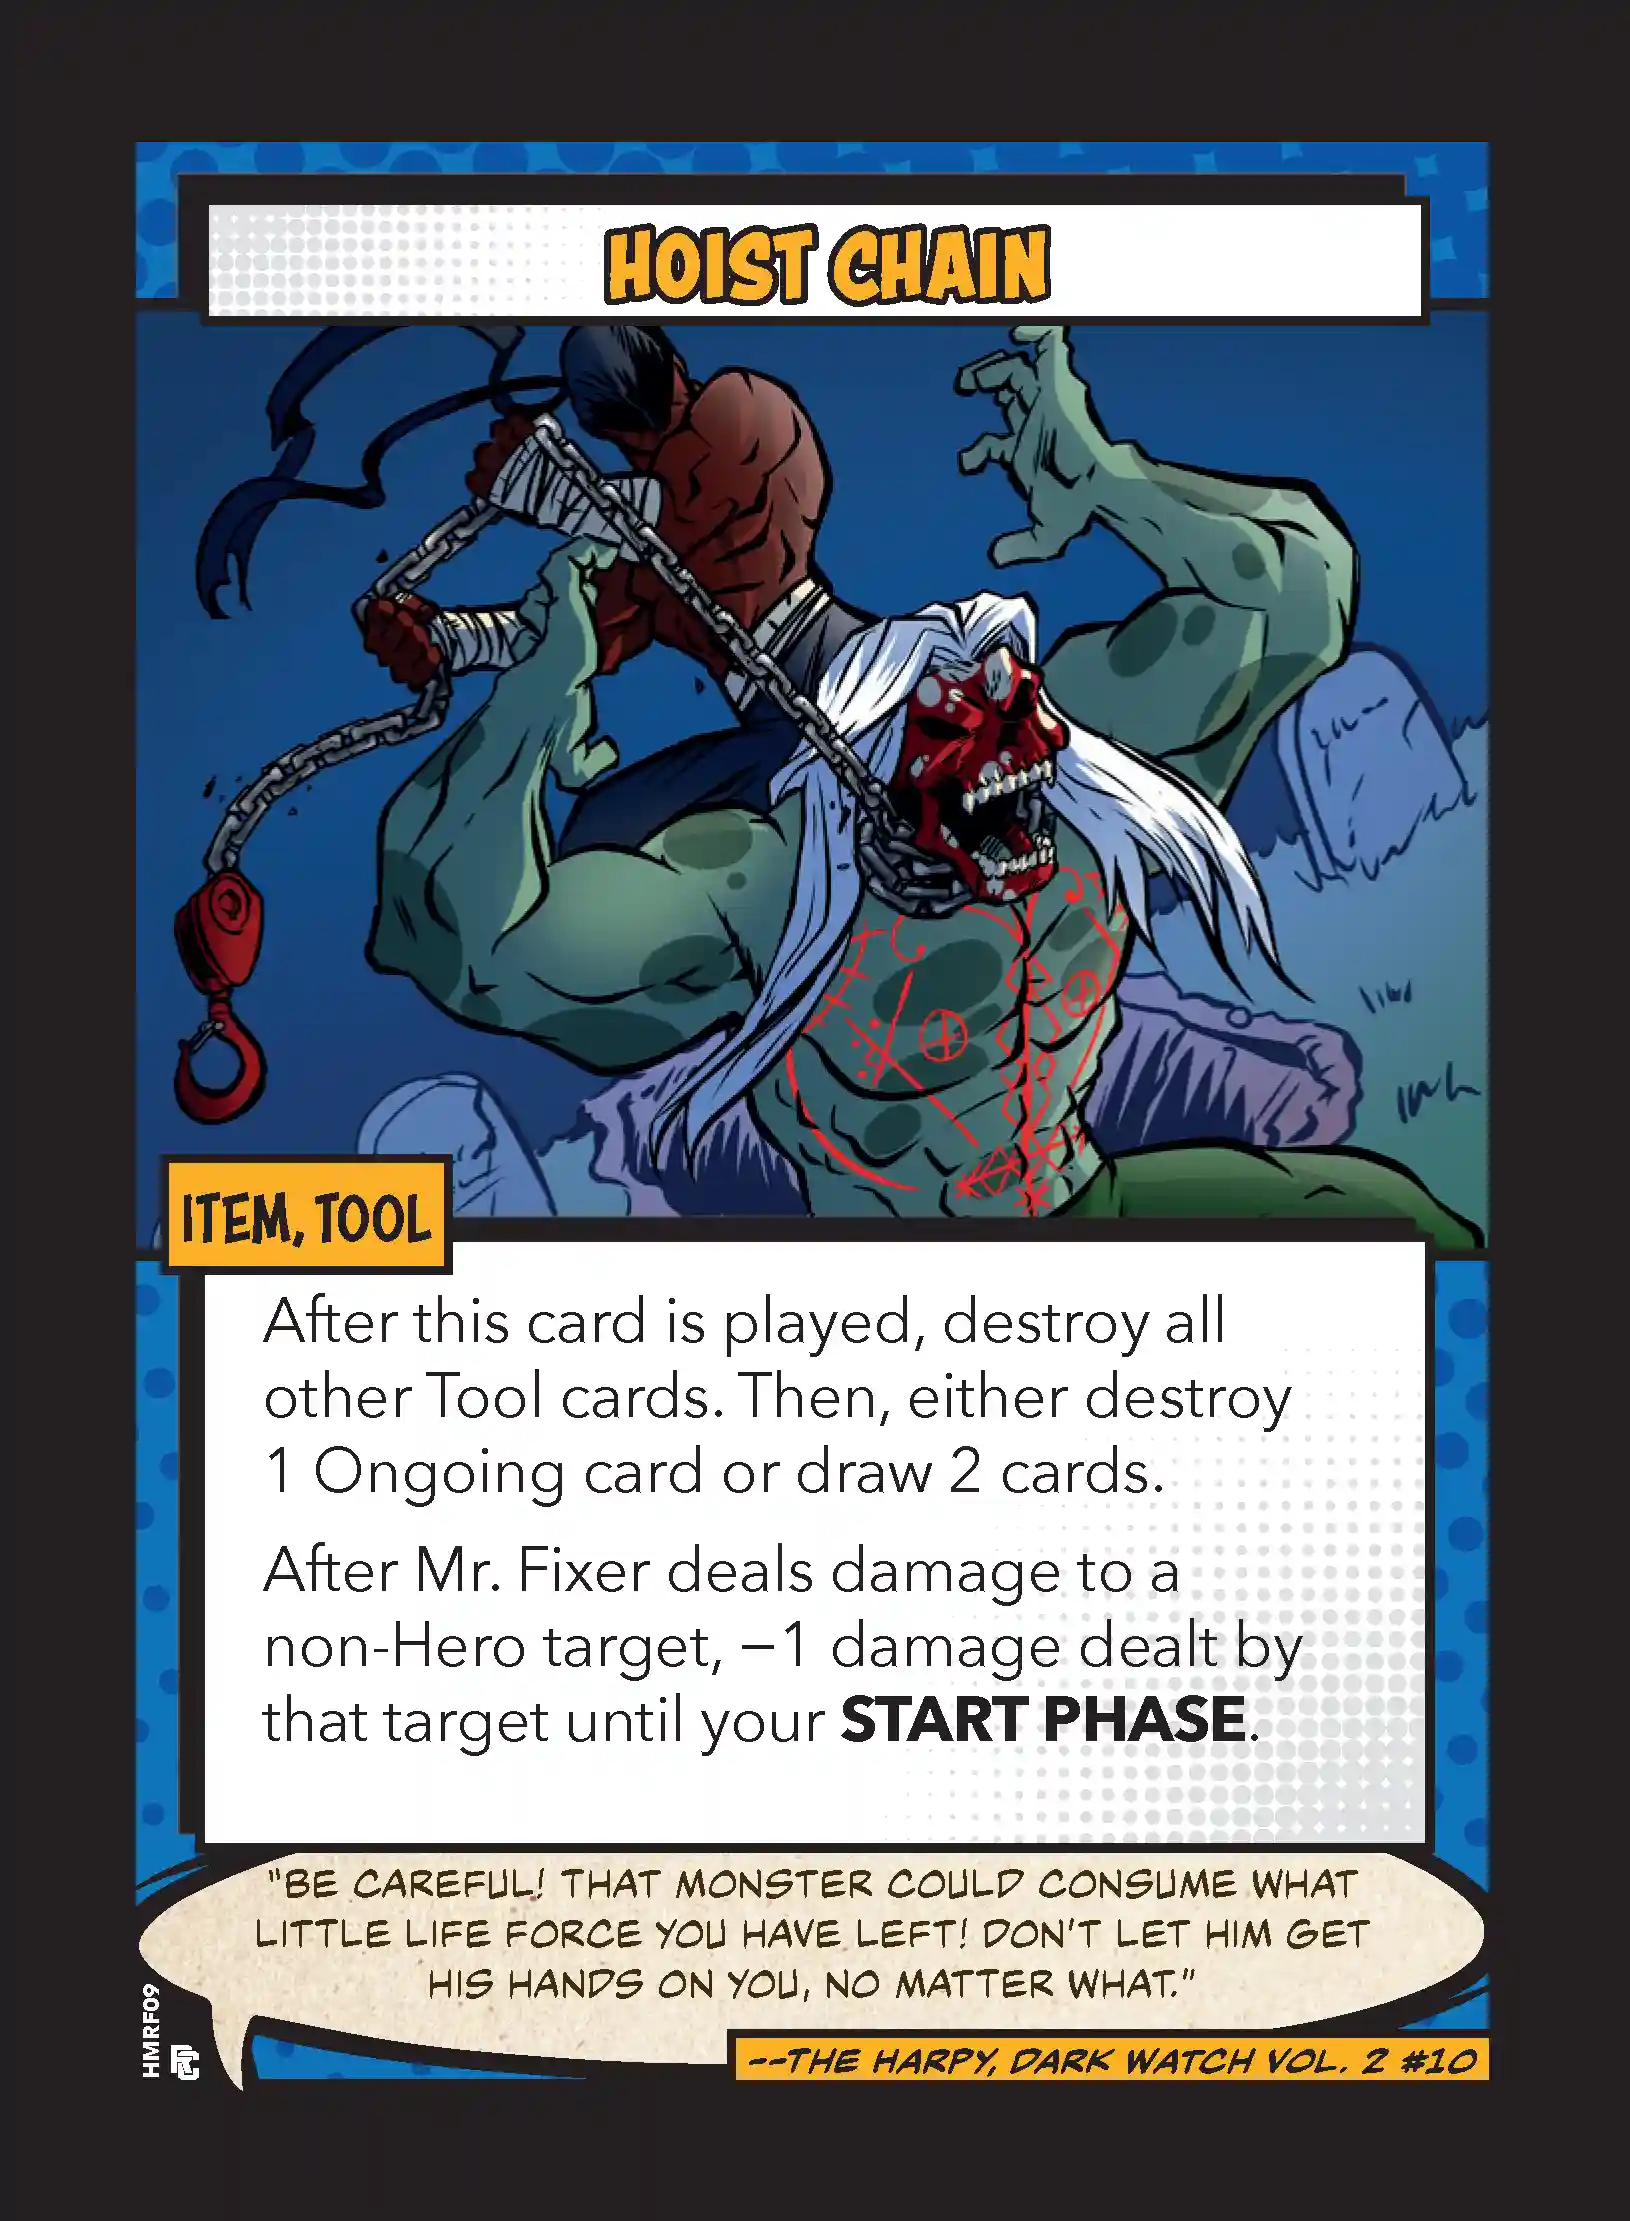 HOIST CHAIN
ITEM, TOOL
After this card is played, destroy all
other Tool cards. Then, either destroy
1 Ongoing card or draw 2 cards.
After Mr. Fixer deals damage to a
non-Hero target, −1 damage dealt by
that target until your START PHASE.
"BE CAREFUL! THAT MONSTER COULD CONSUME WHAT
LITTLE LIFE FORCE YOU HAVE LEFT! DON'T LET HIM GET
HIS HANDS ON YOU, NO MATTER WHAT."
--THE HARPY, DARK WATCH VOL. 2 #10
HMRF09